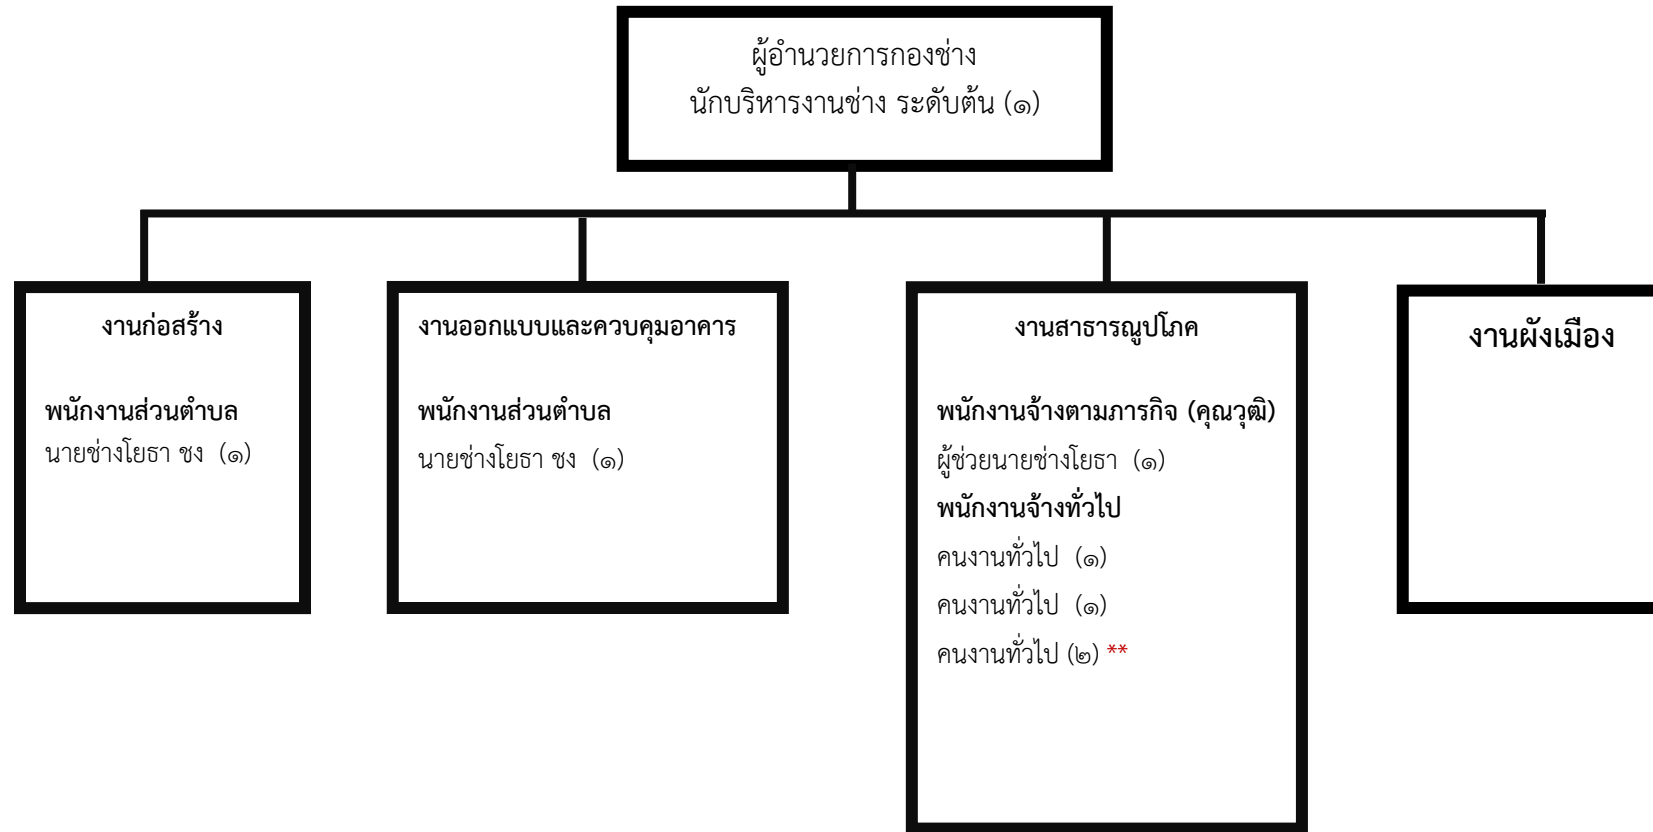 ผู้อำนวยการกองช่าง
นักบริหารงานช่าง ระดับต้น (๑)
งานก่อสร้าง
พนักงานส่วนตำบล
นายช่างโยธา ชง (๑)
งานออกแบบและควบคุมอาคาร
พนักงานส่วนตำบล
นายช่างโยธา ชง (๑)
งานสาธารณูปโภค
พนักงานจ้างตามภารกิจ (คุณวุฒิ)
ผู้ช่วยนายช่างโยธา (๑)
พนักงานจ้างทั่วไป
คนงานทั่วไป (๑)
คนงานทั่วไป (๑)
คนงานทั่วไป (๒) **
งานผังเมือง